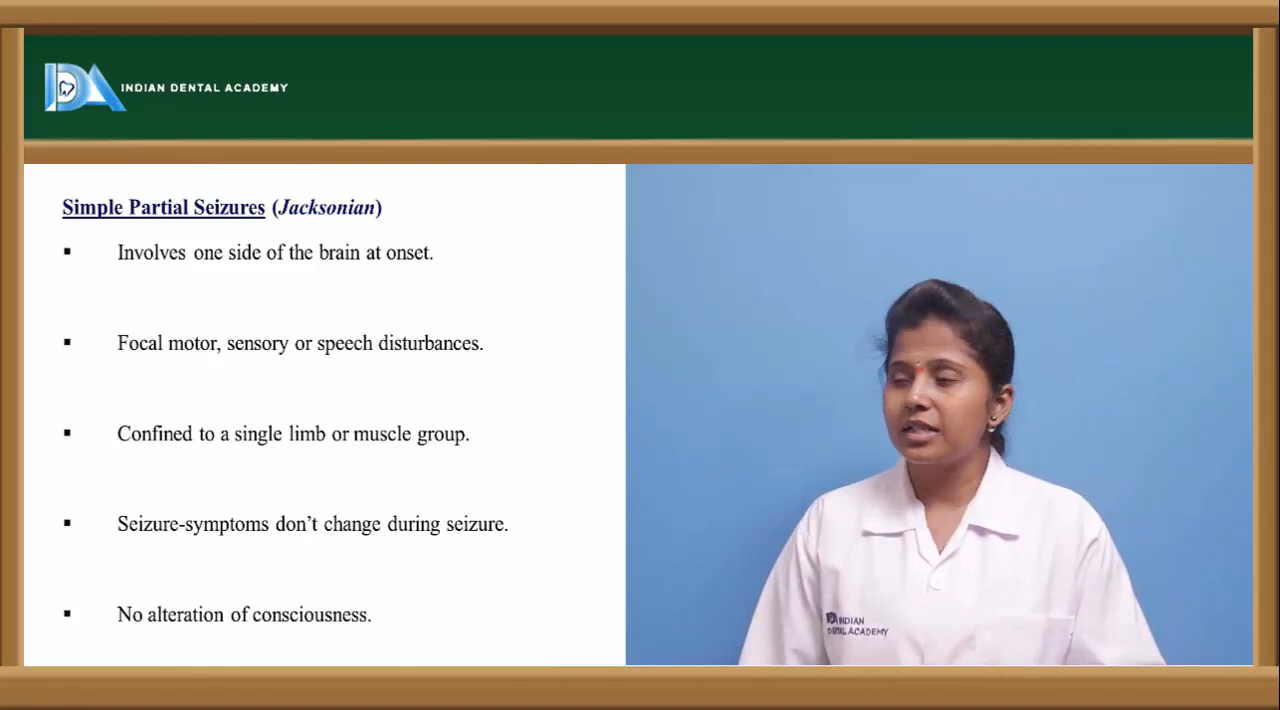 INDIAN DENTAL ACADEMY
Simple Partial Seizures (Jacksonian)
▪ Involves one side of the brain at onset.
▪ Focal motor, sensory or speech disturbances.
▪ Confined to a single limb or muscle group.
▪ Seizure-symptoms don’t change during seizure.
▪ No alteration of consciousness.
IDA INDIAN
DENTAL ACADEMY